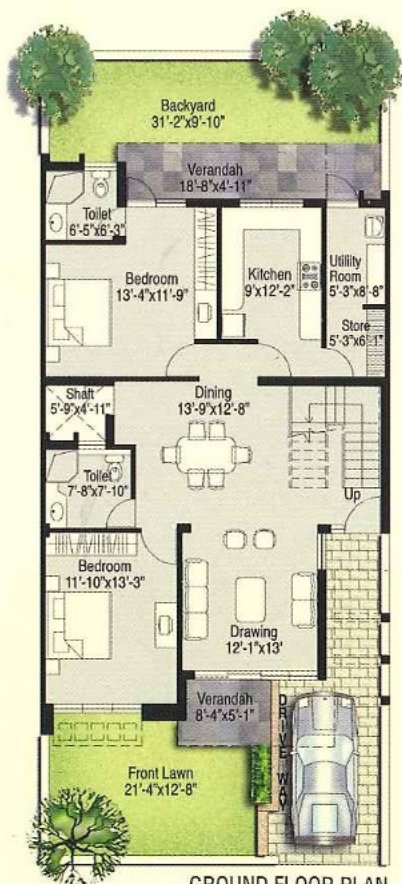 Backyard
31'-2"x9'-10"
Verandah
18'-8"x4'-11"
Toilet
6'-5"x6'-3"
Bedroom
13'-4"x11'-9"
Kitchen
9'x12'-2"
Utility
Room
5'-3"x8'-8"
Store
5'-3"x6'-1"
Shaft
5'-9"x4'-11"
Dining
13'-9"x12'-8"
Toilet
7'-8"x7'-10"
Up
Bedroom
11'-10"x13'-3"
Drawing
12'-1"x13'
Verandah
8'-4"x5'-1"
DRIVE WAY
Front Lawn
21'-4"x12'-8"
GROUND FLOOR PLAN